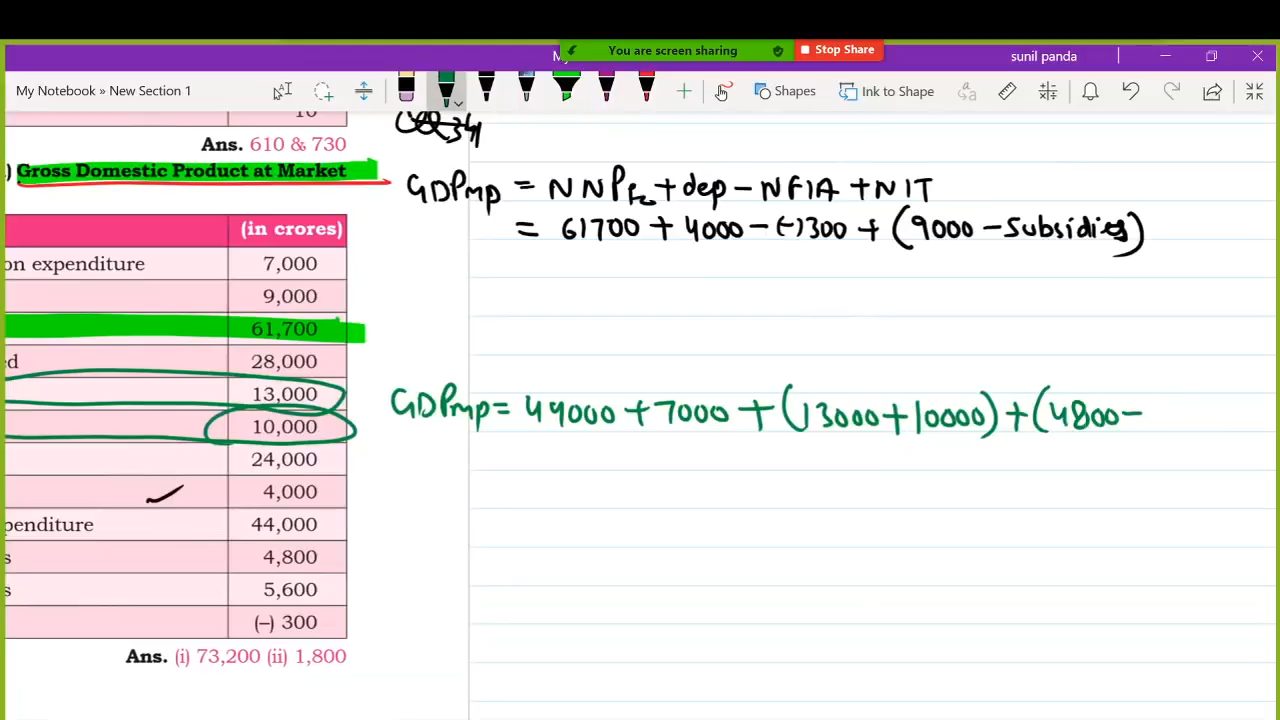 You are screen sharing
Stop Share
sunil panda
My Notebook » New Section 1
Shapes
Ink to Share
10
Ans. 610 & 730
) Gross Domestic Product at Market
(in crores)
on expenditure 7,000
9,000
61,700
ed 28,000
13,000
10,000
24,000
4,000
penditure 44,000
s 4,800
s 5,600
(–) 300
Ans. (i) 73,200 (ii) 1,800
GDPmp = NNPFc + dep – NFIA + NIT
= 61700 + 4000 – (–)300 + (9000 – Subsidies)
GDPmp = 44000 + 7000 + (13000 + 10000) + (4800 –